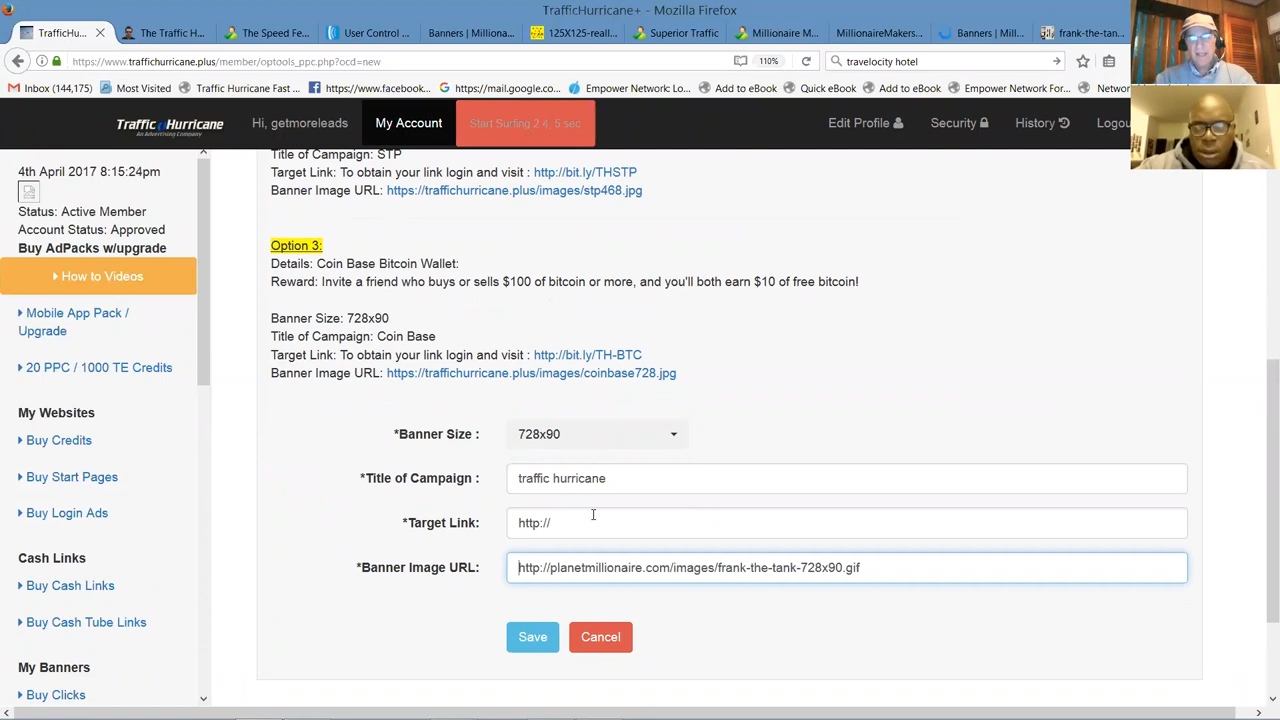 TrafficHurricane+ - Mozilla Firefox
TrafficHur...
The Traffic H...
The Speed Fe...
User Control ...
Banners | Milliona...
125X125-reall...
Superior Traffic
Millionaire M...
MillionaireMakers...
Banners | Mill...
frank-the-tan...
https://www.traffichurricane.plus/member/optools_ppc.php?ocd=new
110%
travelocity hotel
Inbox (144,175)
Most Visited
Traffic Hurricane Fast ...
https://www.facebook...
https://mail.google.co...
Empower Network: Lo...
Add to eBook
Quick eBook
Empower Network For...
Add to eBook
Network
TrafficHurricane
An Advertising Company
Hi, getmoreleads
My Account
Start Surfing 2 4. 5 sec
Edit Profile
Security
History
Logou
4th April 2017 8:15:24pm
Status: Active Member
Account Status: Approved
Buy AdPacks w/upgrade
How to Videos
Mobile App Pack /
Upgrade
20 PPC / 1000 TE Credits
My Websites
Buy Credits
Buy Start Pages
Buy Login Ads
Cash Links
Buy Cash Links
Buy Cash Tube Links
My Banners
Buy Clicks
Title of Campaign: STP
Target Link: To obtain your link login and visit : http://bit.ly/THSTP
Banner Image URL: https://traffichurricane.plus/images/stp468.jpg
Option 3:
Details: Coin Base Bitcoin Wallet:
Reward: Invite a friend who buys or sells $100 of bitcoin or more, and you'll both earn $10 of free bitcoin!
Banner Size: 728x90
Title of Campaign: Coin Base
Target Link: To obtain your link login and visit : http://bit.ly/TH-BTC
Banner Image URL: https://traffichurricane.plus/images/coinbase728.jpg
*Banner Size : 728x90
*Title of Campaign : traffic hurricane
*Target Link: http://
*Banner Image URL: http://planetmillionaire.com/images/frank-the-tank-728x90.gif
Save
Cancel